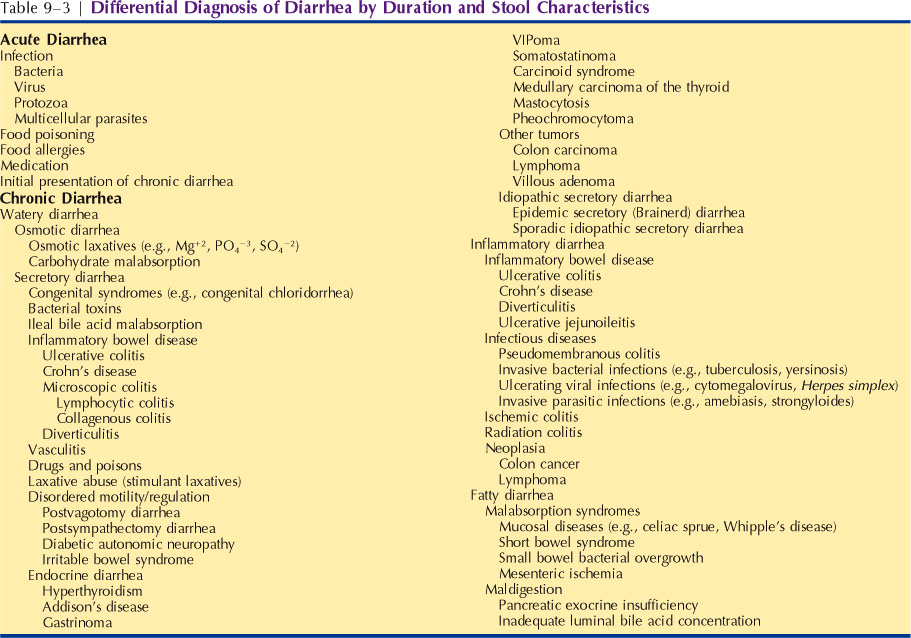 Table 9–3 | Differential Diagnosis of Diarrhea by Duration and Stool Characteristics
Acute Diarrhea
Infection
Bacteria
Virus
Protozoa
Multicellular parasites
Food poisoning
Food allergies
Medication
Initial presentation of chronic diarrhea
Chronic Diarrhea
Watery diarrhea
Osmotic diarrhea
Osmotic laxatives (e.g., Mg⁺², PO₄⁻³, SO₄⁻²)
Carbohydrate malabsorption
Secretory diarrhea
Congenital syndromes (e.g., congenital chloridorrhea)
Bacterial toxins
Ileal bile acid malabsorption
Inflammatory bowel disease
Ulcerative colitis
Crohn's disease
Microscopic colitis
Lymphocytic colitis
Collagenous colitis
Diverticulitis
Vasculitis
Drugs and poisons
Laxative abuse (stimulant laxatives)
Disordered motility/regulation
Postvagotomy diarrhea
Postsympathectomy diarrhea
Diabetic autonomic neuropathy
Irritable bowel syndrome
Endocrine diarrhea
Hyperthyroidism
Addison's disease
Gastrinoma
VIPoma
Somatostatinoma
Carcinoid syndrome
Medullary carcinoma of the thyroid
Mastocytosis
Pheochromocytoma
Other tumors
Colon carcinoma
Lymphoma
Villous adenoma
Idiopathic secretory diarrhea
Epidemic secretory (Brainerd) diarrhea
Sporadic idiopathic secretory diarrhea
Inflammatory diarrhea
Inflammatory bowel disease
Ulcerative colitis
Crohn's disease
Diverticulitis
Ulcerative jejunoileitis
Infectious diseases
Pseudomembranous colitis
Invasive bacterial infections (e.g., tuberculosis, yersinosis)
Ulcerating viral infections (e.g., cytomegalovirus, Herpes simplex)
Invasive parasitic infections (e.g., amebiasis, strongyloides)
Ischemic colitis
Radiation colitis
Neoplasia
Colon cancer
Lymphoma
Fatty diarrhea
Malabsorption syndromes
Mucosal diseases (e.g., celiac sprue, Whipple's disease)
Short bowel syndrome
Small bowel bacterial overgrowth
Mesenteric ischemia
Maldigestion
Pancreatic exocrine insufficiency
Inadequate luminal bile acid concentration